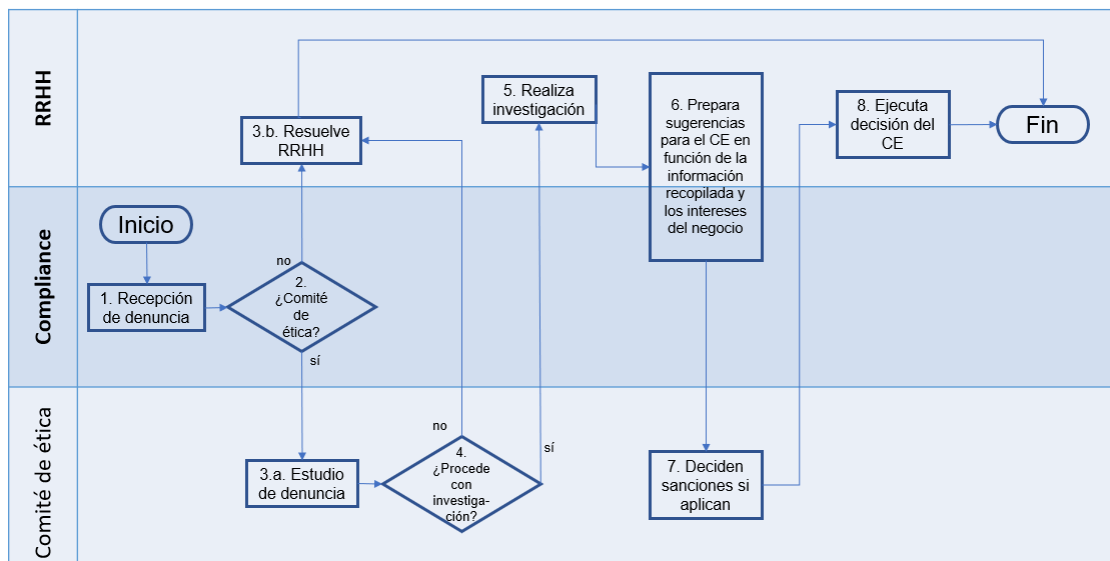 RRHH
5. Realiza
investigación
6. Prepara
sugerencias
para el CE en
función de la
información
recopilada y
los intereses
del negocio
8. Ejecuta
decisión del
CE
Fin
3.b. Resuelve
RRHH
Compliance
Inicio
no
1. Recepción
de denuncia
2.
¿Comité
de
ética?
sí
Comité de ética
no
sí
3.a. Estudio
de denuncia
4.
¿Procede
con
investiga-
ción?
7. Deciden
sanciones si
aplican